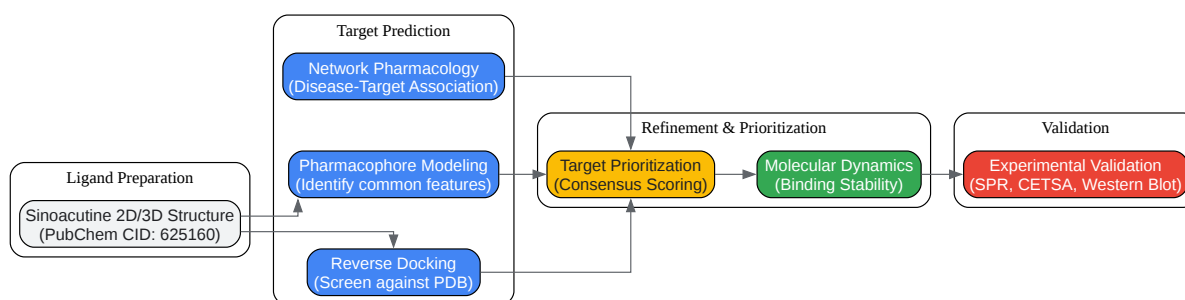 Ligand Preparation
Sinoacutine 2D/3D Structure
(PubChem CID: 625160)
Target Prediction
Network Pharmacology
(Disease-Target Association)
Pharmacophore Modeling
(Identify common features)
Reverse Docking
(Screen against PDB)
Refinement & Prioritization
Target Prioritization
(Consensus Scoring)
Molecular Dynamics
(Binding Stability)
Validation
Experimental Validation
(SPR, CETSA, Western Blot)